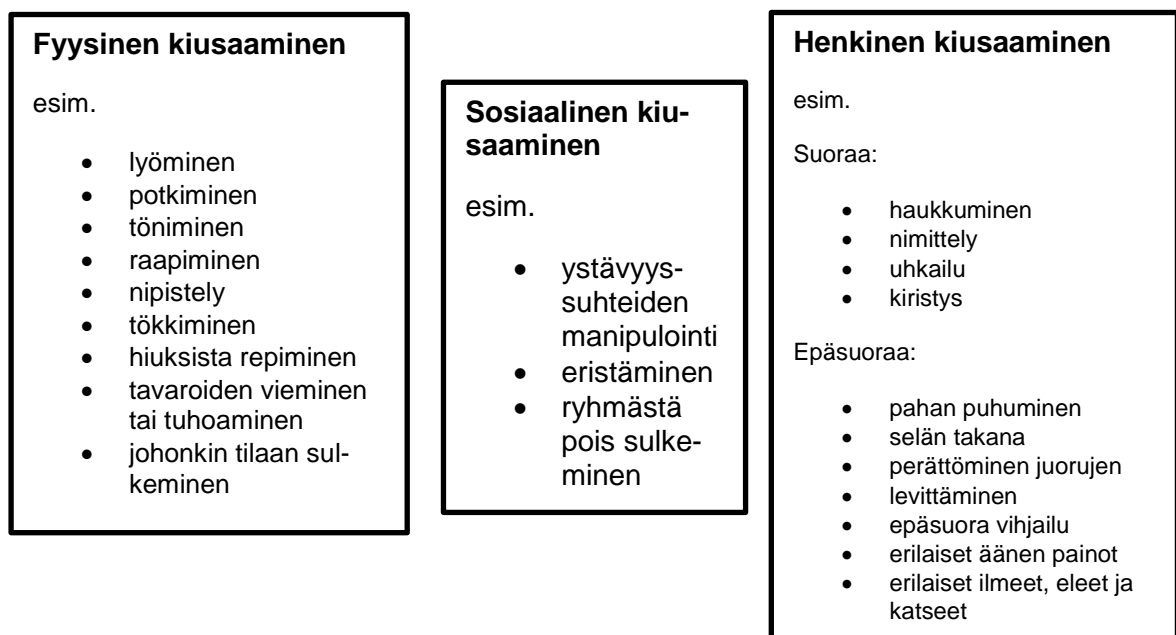 Fyysinen kiusaaminen
esim.
• lyöminen
• potkiminen
• töniminen
• raapiminen
• nipistely
• tökkiminen
• hiuksista repiminen
• tavaroiden vieminen
tai tuhoaminen
• johonkin tilaan sul-
keminen
Sosiaalinen kiu-
saaminen
esim.
• ystävyys-
suhteiden
manipulointi
• eristäminen
• ryhmästä
pois sulke-
minen
Henkinen kiusaaminen
esim.
Suoraa:
• haukkuminen
• nimittely
• uhkailu
• kiristys
Epäsuoraa:
• pahan puhuminen
• selän takana
• perättöminen juorujen
• levittäminen
• epäsuora vihjailu
• erilaiset äänen painot
• erilaiset ilmeet, eleet ja
katseet